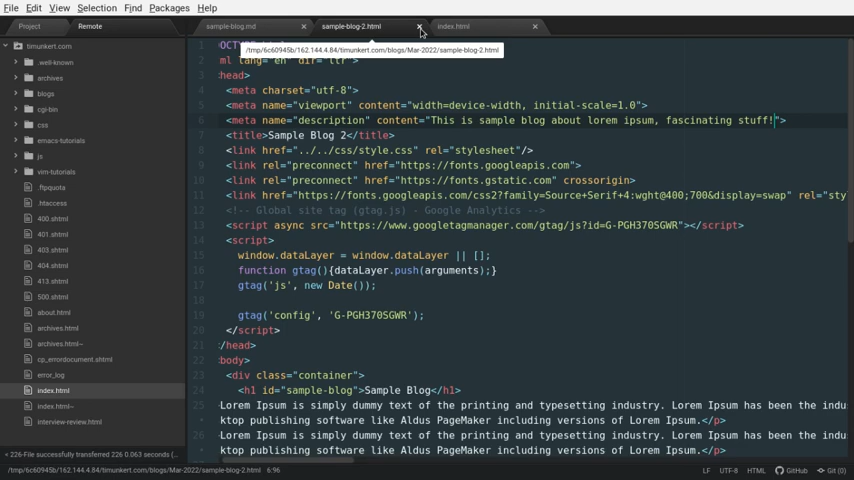 File Edit View Selection Find Packages Help
Project Remote sample-blog.md sample-blog-2.html index.html
timunkert.com
.well-known
archives
blogs
cgi-bin
css
emacs-tutorials
js
vim-tutorials
.ftpquota
.htaccess
400.shtml
401.shtml
403.shtml
404.shtml
413.shtml
500.shtml
about.html
archives.html
archives.html~
cp_errordocument.shtml
error_log
index.html
index.html~
interview-review.html
« 226-File successfully transferred 226 0.063 seconds (...
/tmp/6c60945b/162.144.4.84/timunkert.com/blogs/Mar-2022/sample-blog-2.html
1
2 ml lang="en" dir="ltr">
3 head>
4 <meta charset="utf-8">
5 <meta name="viewport" content="width=device-width, initial-scale=1.0">
6 <meta name="description" content="This is sample blog about lorem ipsum, fascinating stuff!">
7 <title>Sample Blog 2</title>
8 <link href="../../css/style.css" rel="stylesheet"/>
9 <link rel="preconnect" href="https://fonts.googleapis.com">
10 <link rel="preconnect" href="https://fonts.gstatic.com" crossorigin>
11 <link href="https://fonts.googleapis.com/css2?family=Source+Serif+4:wght@400;700&display=swap" rel="sty
12 <!-- Global site tag (gtag.js) - Google Analytics -->
13 <script async src="https://www.googletagmanager.com/gtag/js?id=G-PGH370SGWR"></script>
14 <script>
15 window.dataLayer = window.dataLayer || [];
16 function gtag(){dataLayer.push(arguments);}
17 gtag('js', new Date());
18
19 gtag('config', 'G-PGH370SGWR');
20 </script>
21 /head>
22 body>
23 <div class="container">
24 <h1 id="sample-blog">Sample Blog</h1>
25 Lorem Ipsum is simply dummy text of the printing and typesetting industry. Lorem Ipsum has been the indu
• ktop publishing software like Aldus PageMaker including versions of Lorem Ipsum.</p>
26 Lorem Ipsum is simply dummy text of the printing and typesetting industry. Lorem Ipsum has been the indu
• ktop publishing software like Aldus PageMaker including versions of Lorem Ipsum.</p>
/tmp/6c60945b/162.144.4.84/timunkert.com/blogs/Mar-2022/sample-blog-2.html 6:96 LF UTF-8 HTML GitHub Git (0)